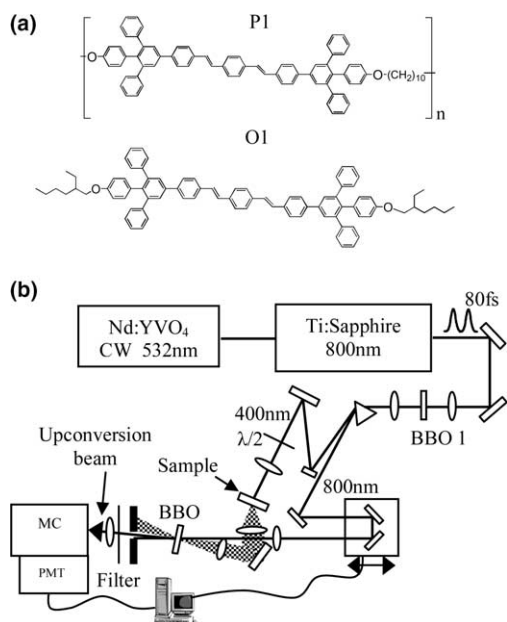 (a)
P1
O
O-(CH2)10
n
O1
O
O
(b)
Nd:YVO4
CW 532nm
Ti:Sapphire
800nm
80fs
400nm
λ/2
BBO 1
Upconversion
beam
Sample
BBO
800nm
MC
PMT
Filter